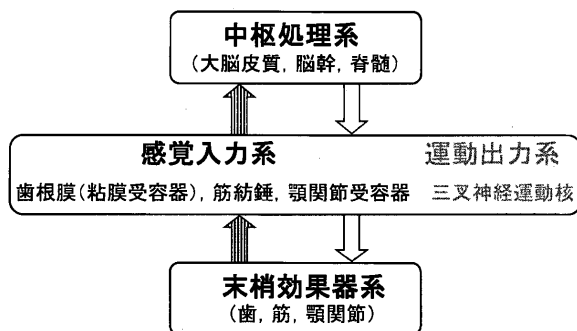 中枢処理系
(大脳皮質, 脳幹, 脊髄)
感覚入力系 運動出力系
歯根膜(粘膜受容器), 筋紡錘, 顎関節受容器 三叉神経運動核
末梢効果器系
(歯, 筋, 顎関節)